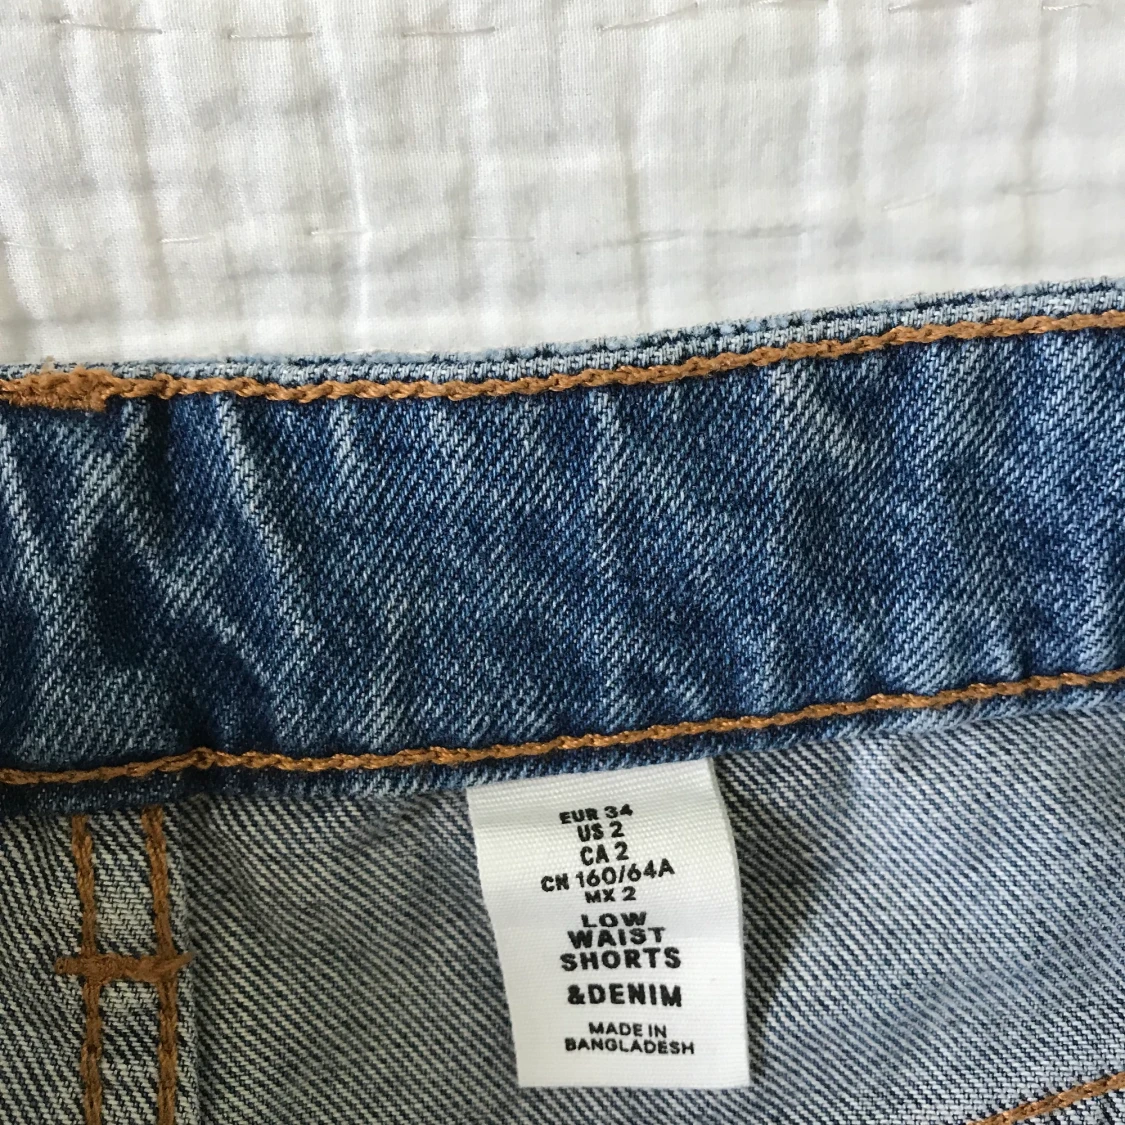 EUR 34
US 2
CA 2
CN 160/64A
MX 2
LOW
WAIST
SHORTS
&DENIM
MADE IN
BANGLADESH